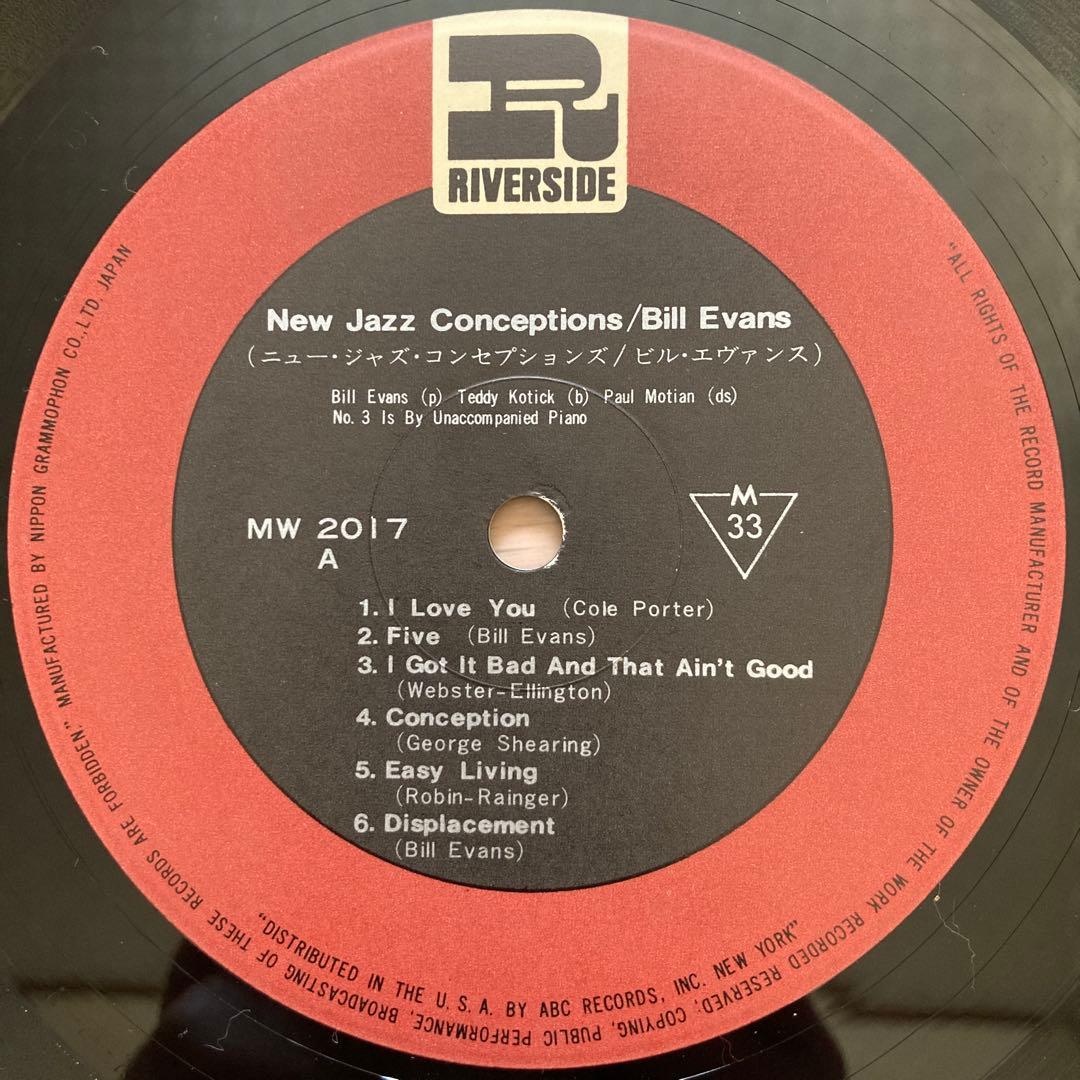 RIVERSIDE
New Jazz Conceptions/Bill Evans
(ニュー・ジャズ・コンセプションズ/ビル・エヴァンス)
Bill Evans (p) Teddy Kotick (b) Paul Motian (ds)
No. 3 Is By Unaccompanied Piano
MW 2017
A
M
33
1. I Love You (Cole Porter)
2. Five (Bill Evans)
3. I Got It Bad And That Ain't Good
(Webster-Ellington)
4. Conception
(George Shearing)
5. Easy Living
(Robin-Rainger)
6. Displacement
(Bill Evans)
"ALL RIGHTS OF THE RECORD MANUFACTURER AND OF THE OWNER OF THE WORK RECORDED RESERVED; COPYING, PUBLIC PERFORMANCE, BROADCASTING OF THESE RECORDS ARE FORBIDDEN," MANUFACTURED BY NIPPON GRAMMOPHON CO.LTD. JAPAN
"DISTRIBUTED IN THE U.S.A. BY ABC RECORDS, INC. NEW YORK"